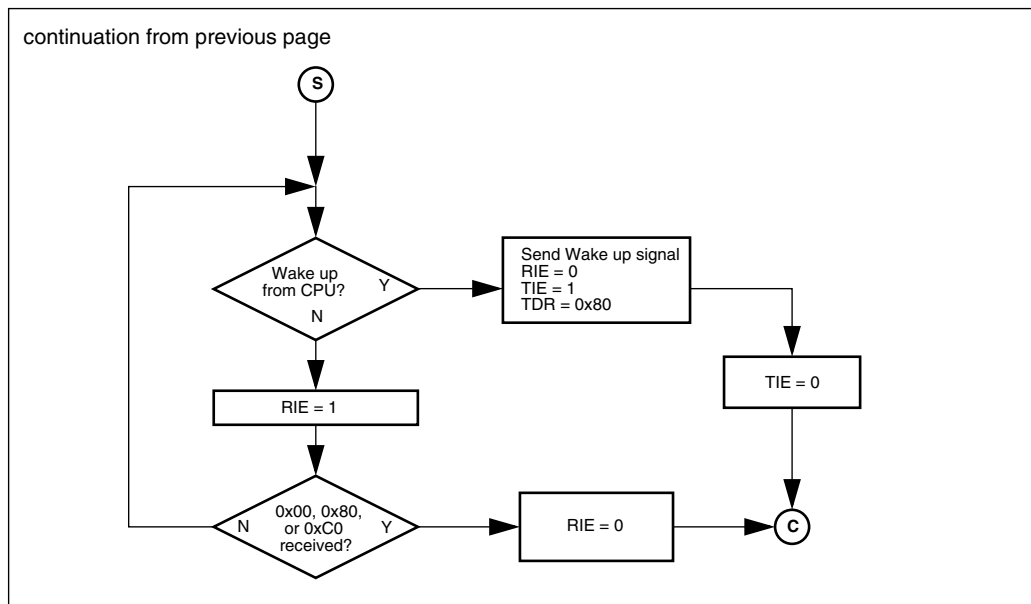 continuation from previous page
S
Wake up
from CPU?
Y
N
Send Wake up signal
RIE = 0
TIE = 1
TDR = 0x80
TIE = 0
RIE = 1
N
0x00, 0x80,
or 0xC0
received?
Y
RIE = 0
C